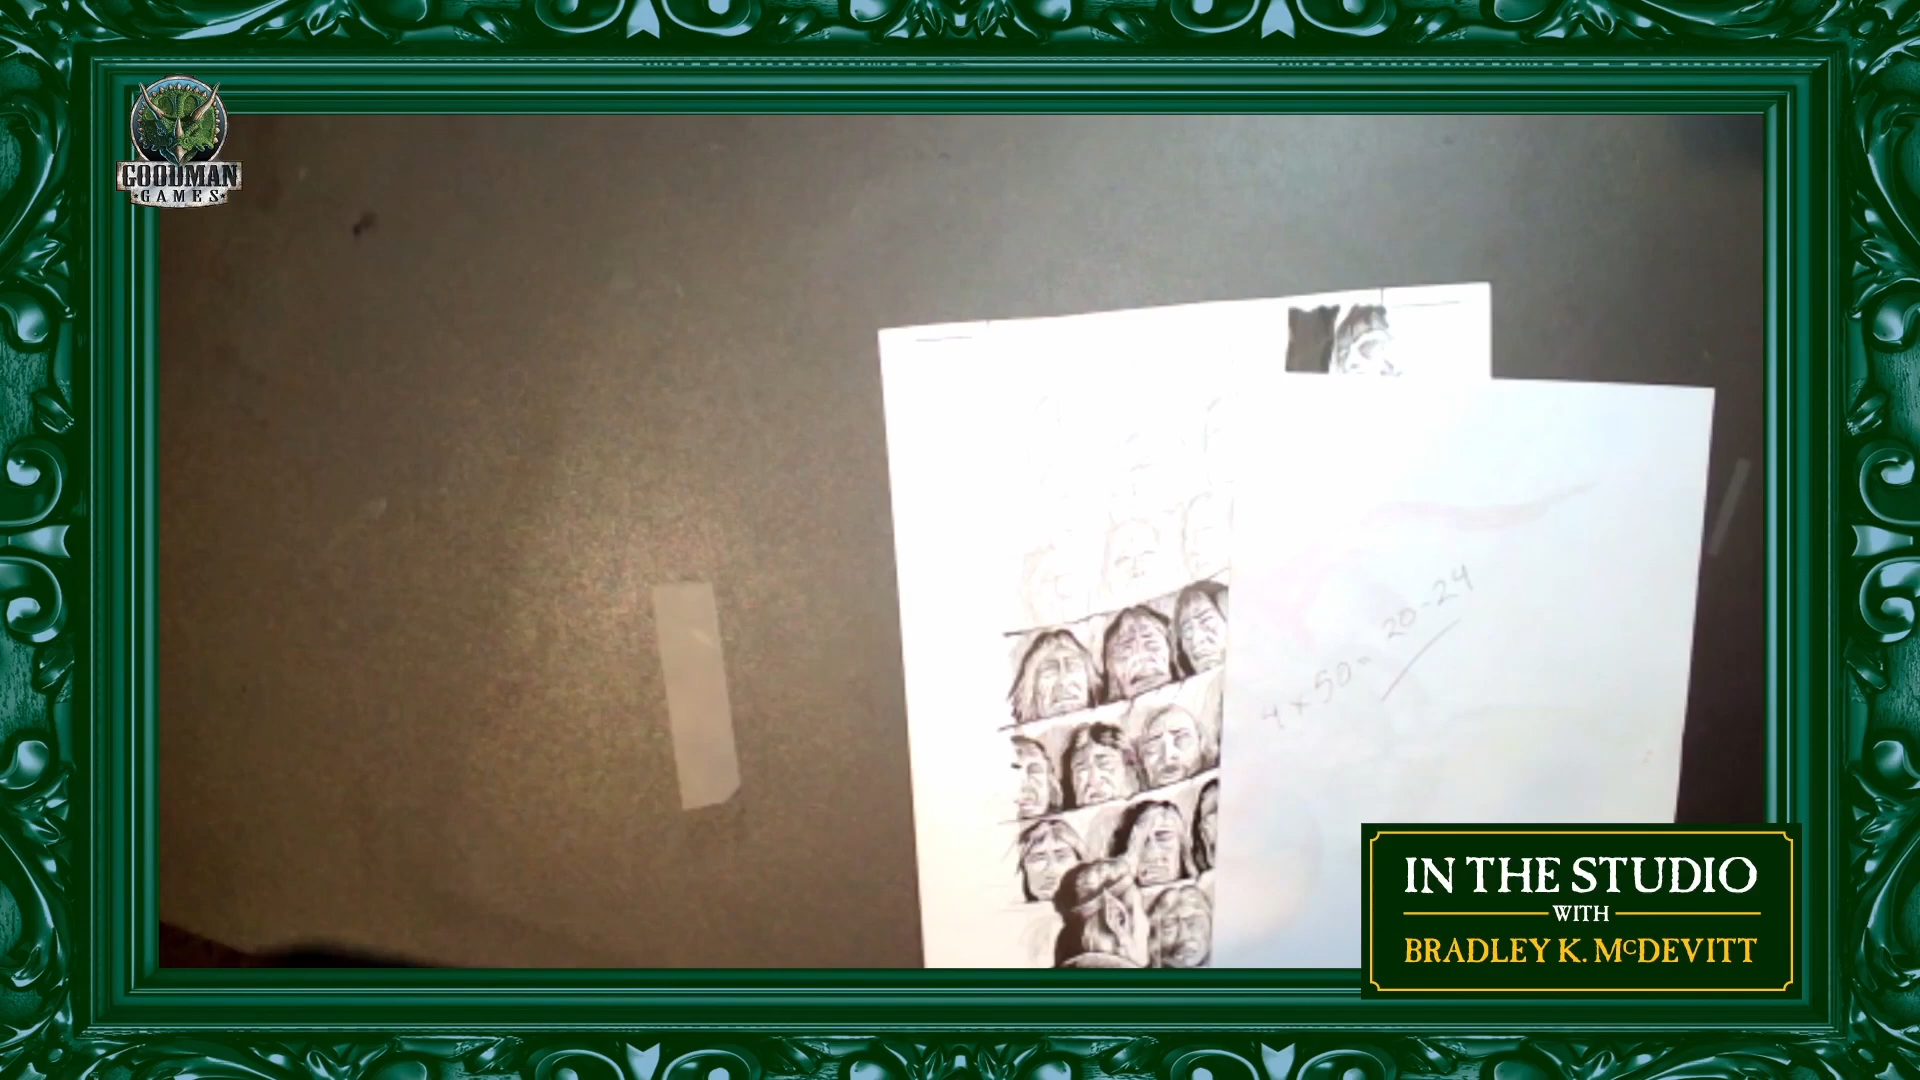 GOODMAN
GAMES
4 x 50 = 20-24
IN THE STUDIO
WITH
BRADLEY K. McDEVITT